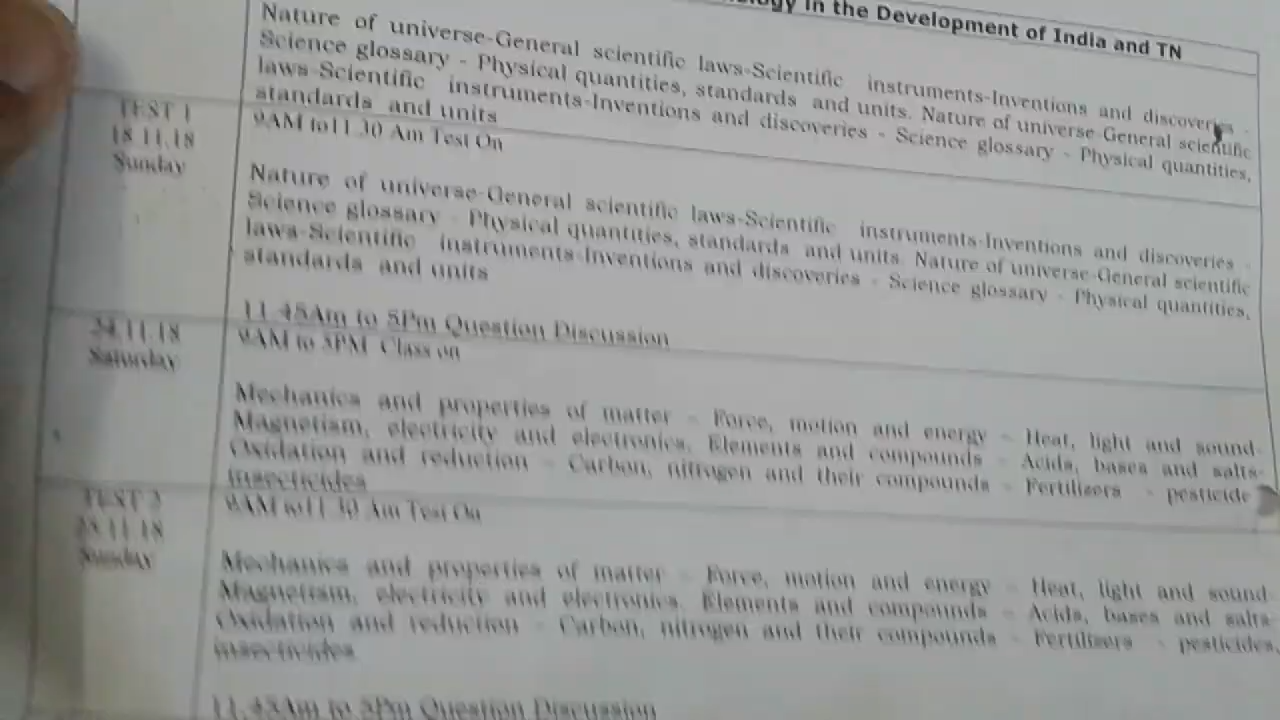 in the Development of India and TN
Nature of universe-General scientific laws-Scientific instruments-Inventions and discoveries -
Science glossary - Physical quantities, standards and units. Nature of universe-General scientific
laws-Scientific instruments-Inventions and discoveries - Science glossary - Physical quantities,
standards and units
TEST 1
18.11.18
Sunday
9AM to11.30 Am Test On
Nature of universe-General scientific laws-Scientific instruments-Inventions and discoveries -
Science glossary - Physical quantities, standards and units. Nature of universe-General scientific
laws-Scientific instruments-Inventions and discoveries - Science glossary - Physical quantities,
standards and units
11.45Am to 5Pm Question Discussion
24.11.18
Saturday
9AM to 5PM Class on
Mechanics and properties of matter - Force, motion and energy - Heat, light and sound-
Magnetism, electricity and electronics. Elements and compounds - Acids, bases and salts-
Oxidation and reduction - Carbon, nitrogen and their compounds - Fertilizers - pesticide
insecticides
TEST 2
25.11.18
Sunday
9AM to11.30 Am Test On
Mechanics and properties of matter - Force, motion and energy - Heat, light and sound-
Magnetism, electricity and electronics. Elements and compounds - Acids, bases and salts-
Oxidation and reduction - Carbon, nitrogen and their compounds - Fertilizers - pesticides,
insecticides
11.45Am to 5Pm Question Discussion